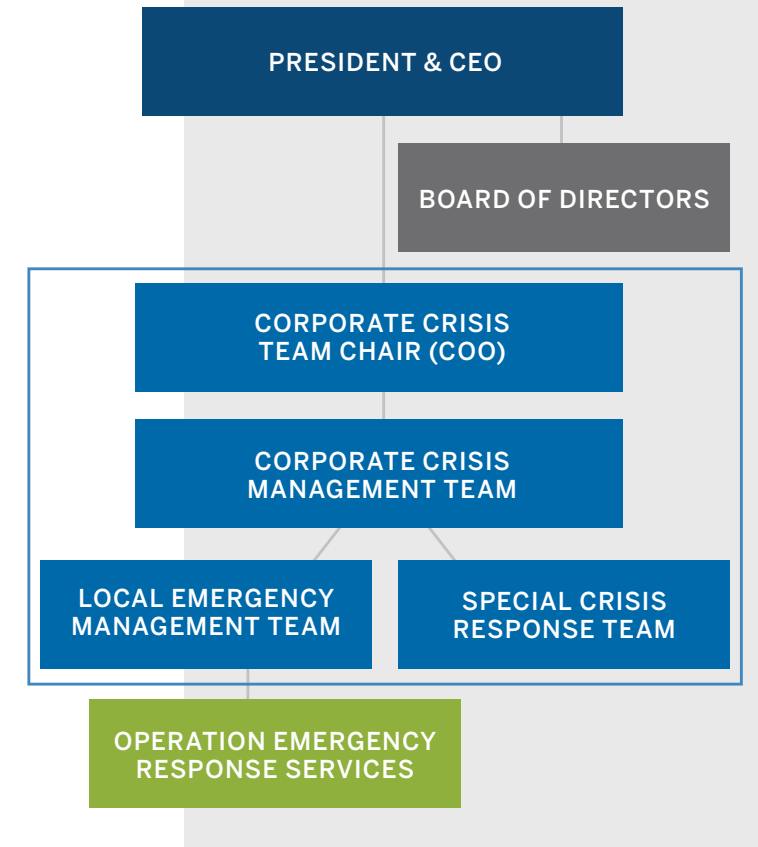 PRESIDENT & CEO
BOARD OF DIRECTORS
CORPORATE CRISIS
TEAM CHAIR (COO)
CORPORATE CRISIS
MANAGEMENT TEAM
LOCAL EMERGENCY
MANAGEMENT TEAM
SPECIAL CRISIS
RESPONSE TEAM
OPERATION EMERGENCY
RESPONSE SERVICES